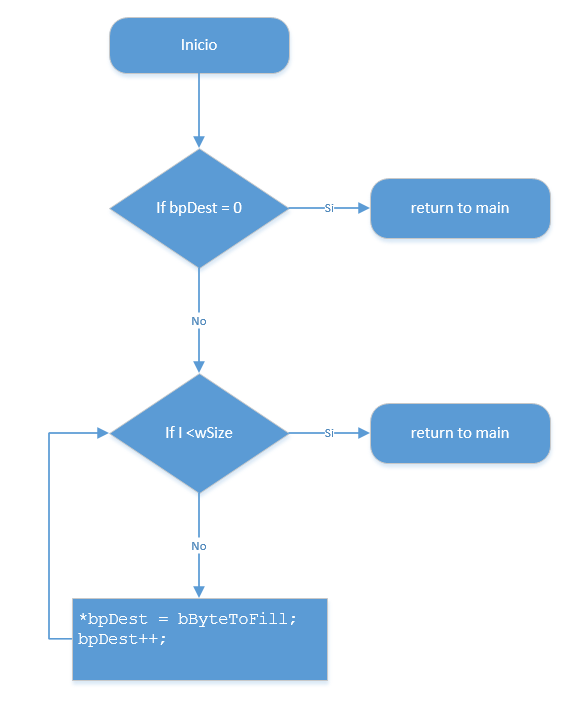 Inicio
If bpDest = 0
Si
return to main
No
If I <wSize
Si
return to main
No
*bpDest = bByteToFill;
bpDest++;